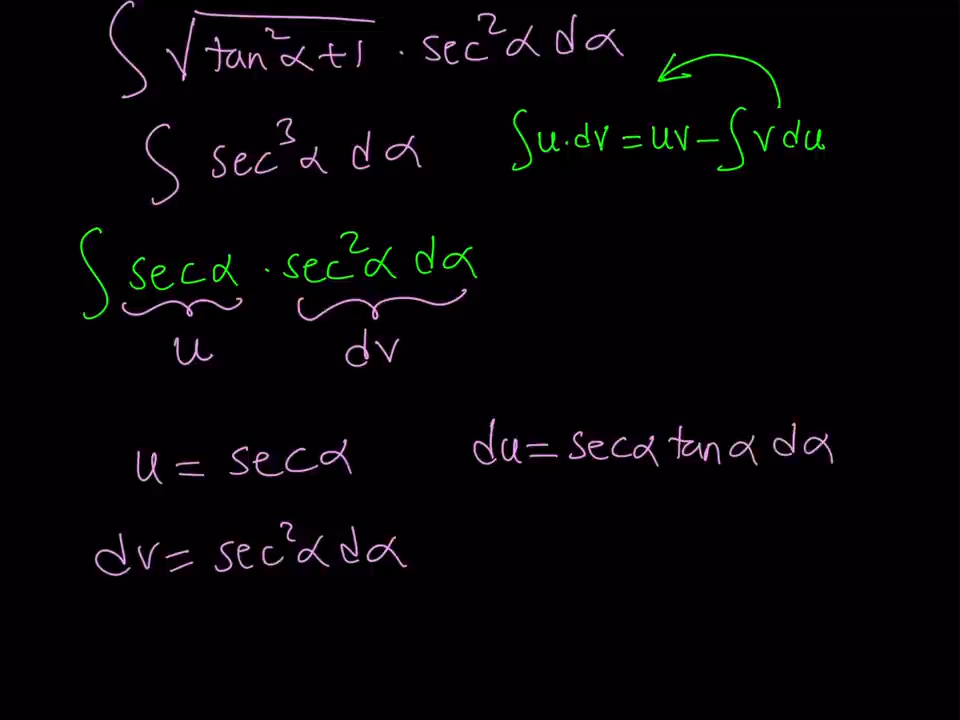 ∫ √(tan²α+1) · sec²α dα
∫ sec³α dα
∫u·dv = uv − ∫v du
∫ secα · sec²α dα
u dv
u = secα
du = secα tanα dα
dv = sec²α dα